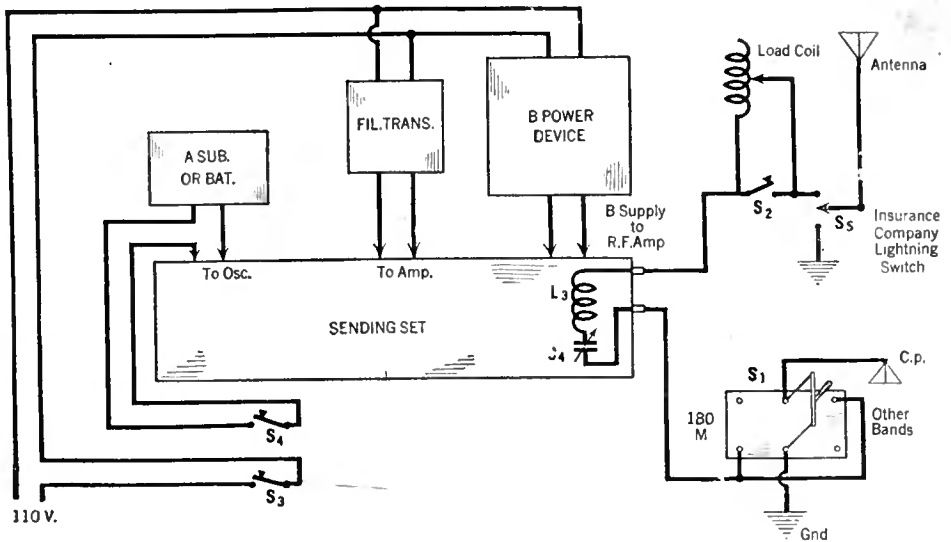 Load Coil
Antenna
FIL.TRANS.
B POWER
DEVICE
A SUB.
OR BAT.
B Supply
to
R.F.Amp
S2
S5
Insurance
Company
Lightning
Switch
To Osc.
To Amp.
L3
SENDING SET
C.p.
S1
180
M
Other
Bands
S4
S3
110 V.
Gnd